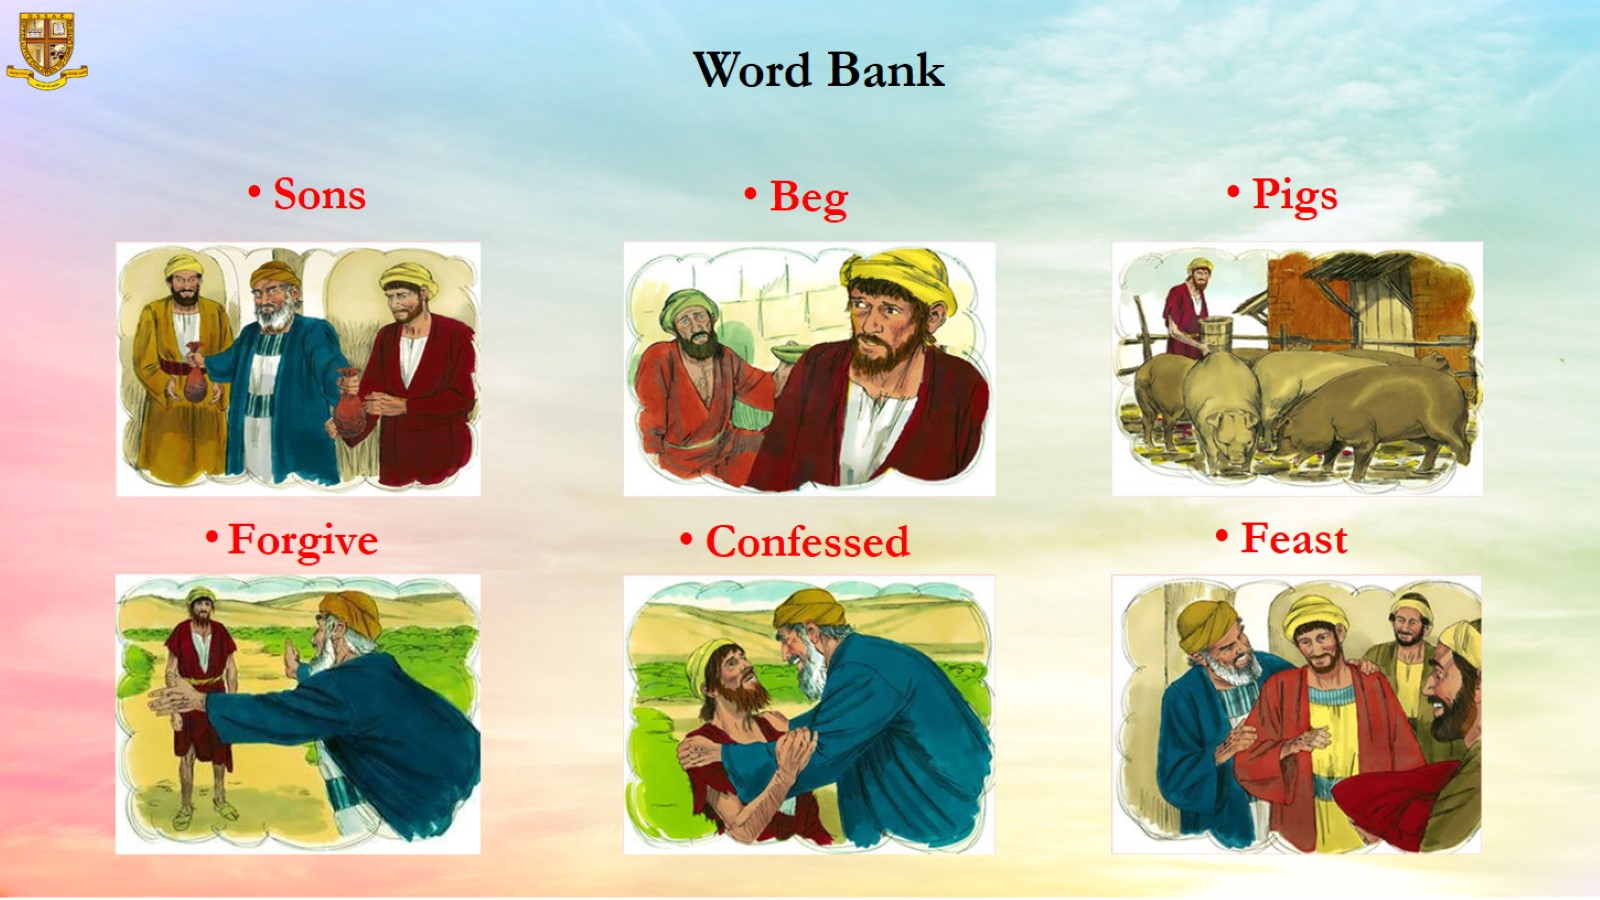 Word Bank
• Sons
• Beg
• Pigs
• Forgive
• Confessed
• Feast